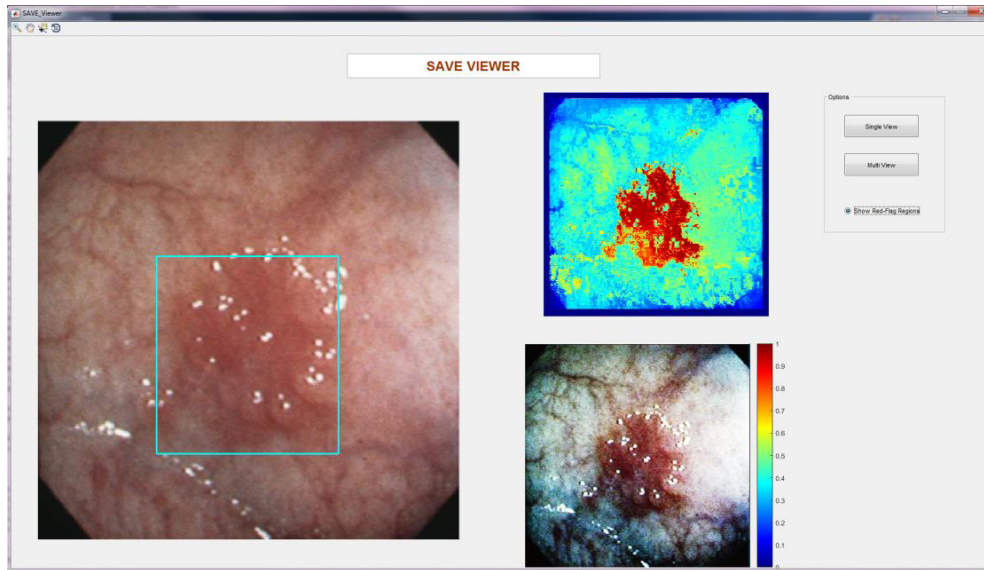 SAVE_Viewer
SAVE VIEWER
Options
Single View
Multi View
Show Red-Flag Regions
1
0.9
0.8
0.7
0.6
0.5
0.4
0.3
0.2
0.1
0